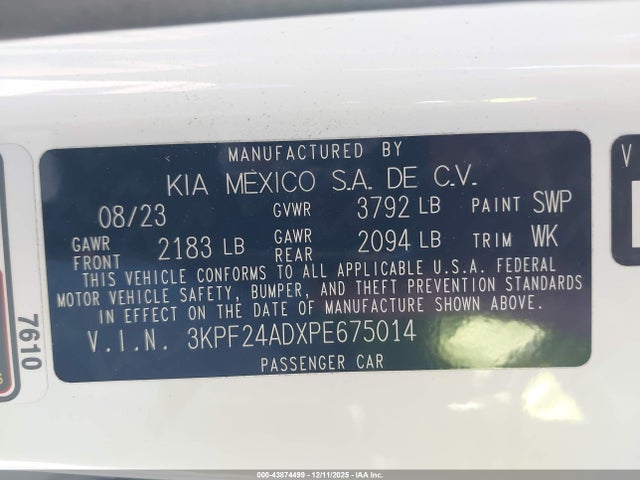 MANUFACTURED BY
KIA MEXICO S.A. DE C.V.
08/23 GVWR 3792 LB PAINT SWP
GAWR FRONT 2183 LB GAWR REAR 2094 LB TRIM WK
THIS VEHICLE CONFORMS TO ALL APPLICABLE U.S.A. FEDERAL
MOTOR VEHICLE SAFETY, BUMPER, AND THEFT PREVENTION STANDARDS
IN EFFECT ON THE DATE OF MANUFACTURE SHOWN ABOVE.
V.I.N. 3KPF24ADXPE675014
PASSENGER CAR
7610
V
000-43874499 - 12/11/2025 - IAA Inc.